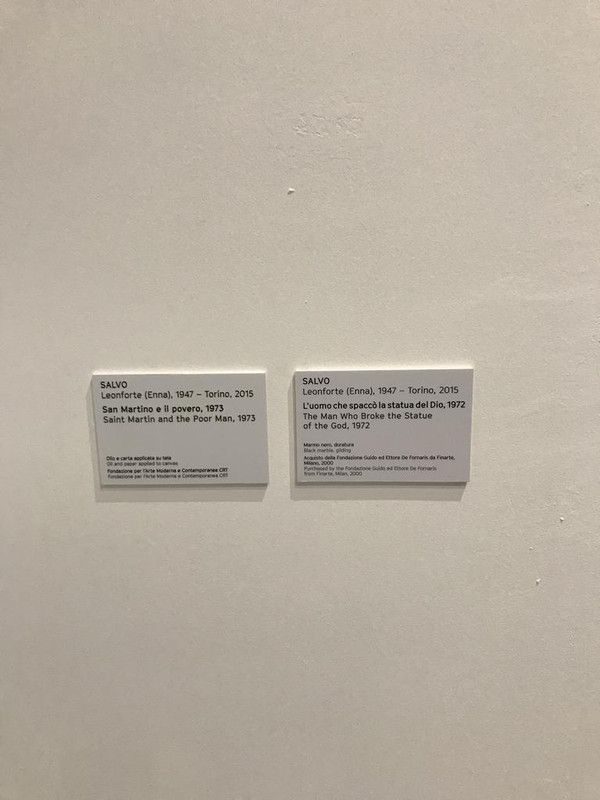 SALVO
Leonforte (Enna), 1947 – Torino, 2015
San Martino e il povero, 1973
Saint Martin and the Poor Man, 1973
Olio e carta applicata su tela
Oil and paper applied to canvas
Fondazione per l'Arte Moderna e Contemporanea CRT
Fondazione per l'Arte Moderna e Contemporanea CRT
SALVO
Leonforte (Enna), 1947 – Torino, 2015
L'uomo che spaccò la statua del Dio, 1972
The Man Who Broke the Statue
of the God, 1972
Marmo nero, doratura
Black marble, gilding
Acquisto della Fondazione Guido ed Ettore De Fornaris da Finarte,
Milano, 2000
Purchased by the Fondazione Guido ed Ettore De Fornaris
from Finarte, Milan, 2000